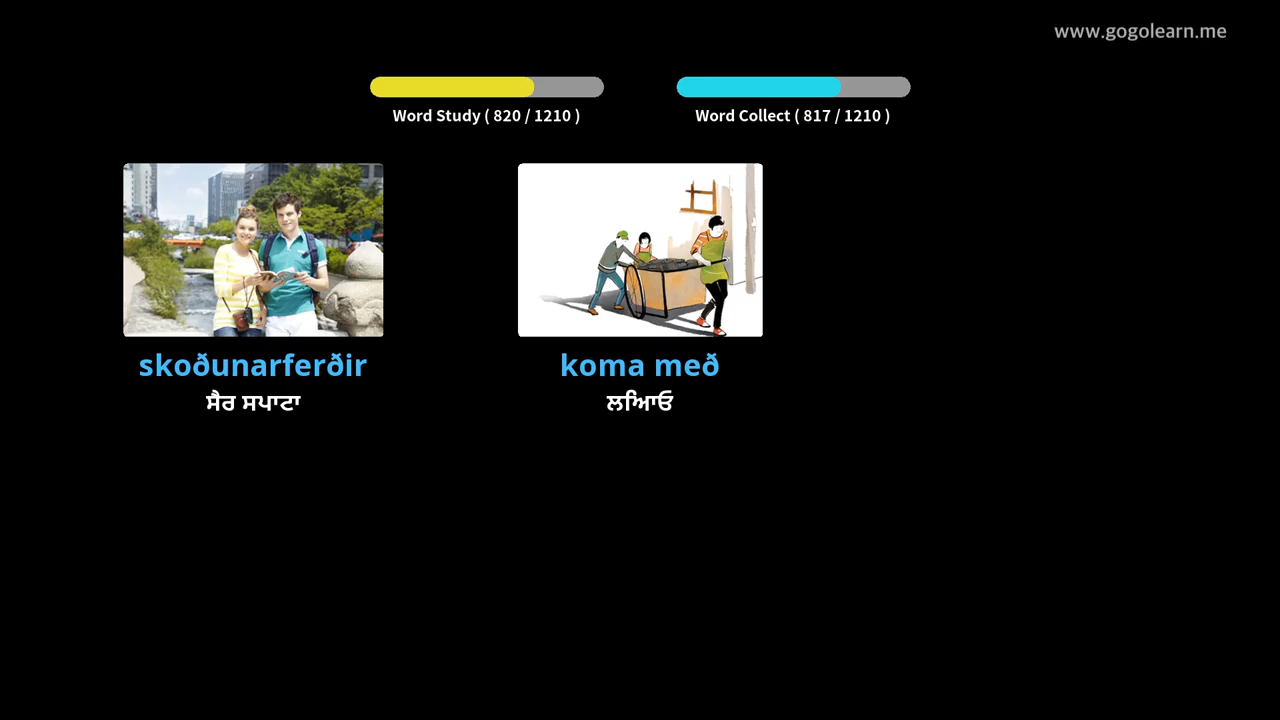 www.gogolearn.me
Word Study ( 820 / 1210 )
Word Collect ( 817 / 1210 )
skoðunarferðir
ਸੈਰ ਸਪਾਟਾ
koma með
ਲਿਆਓ